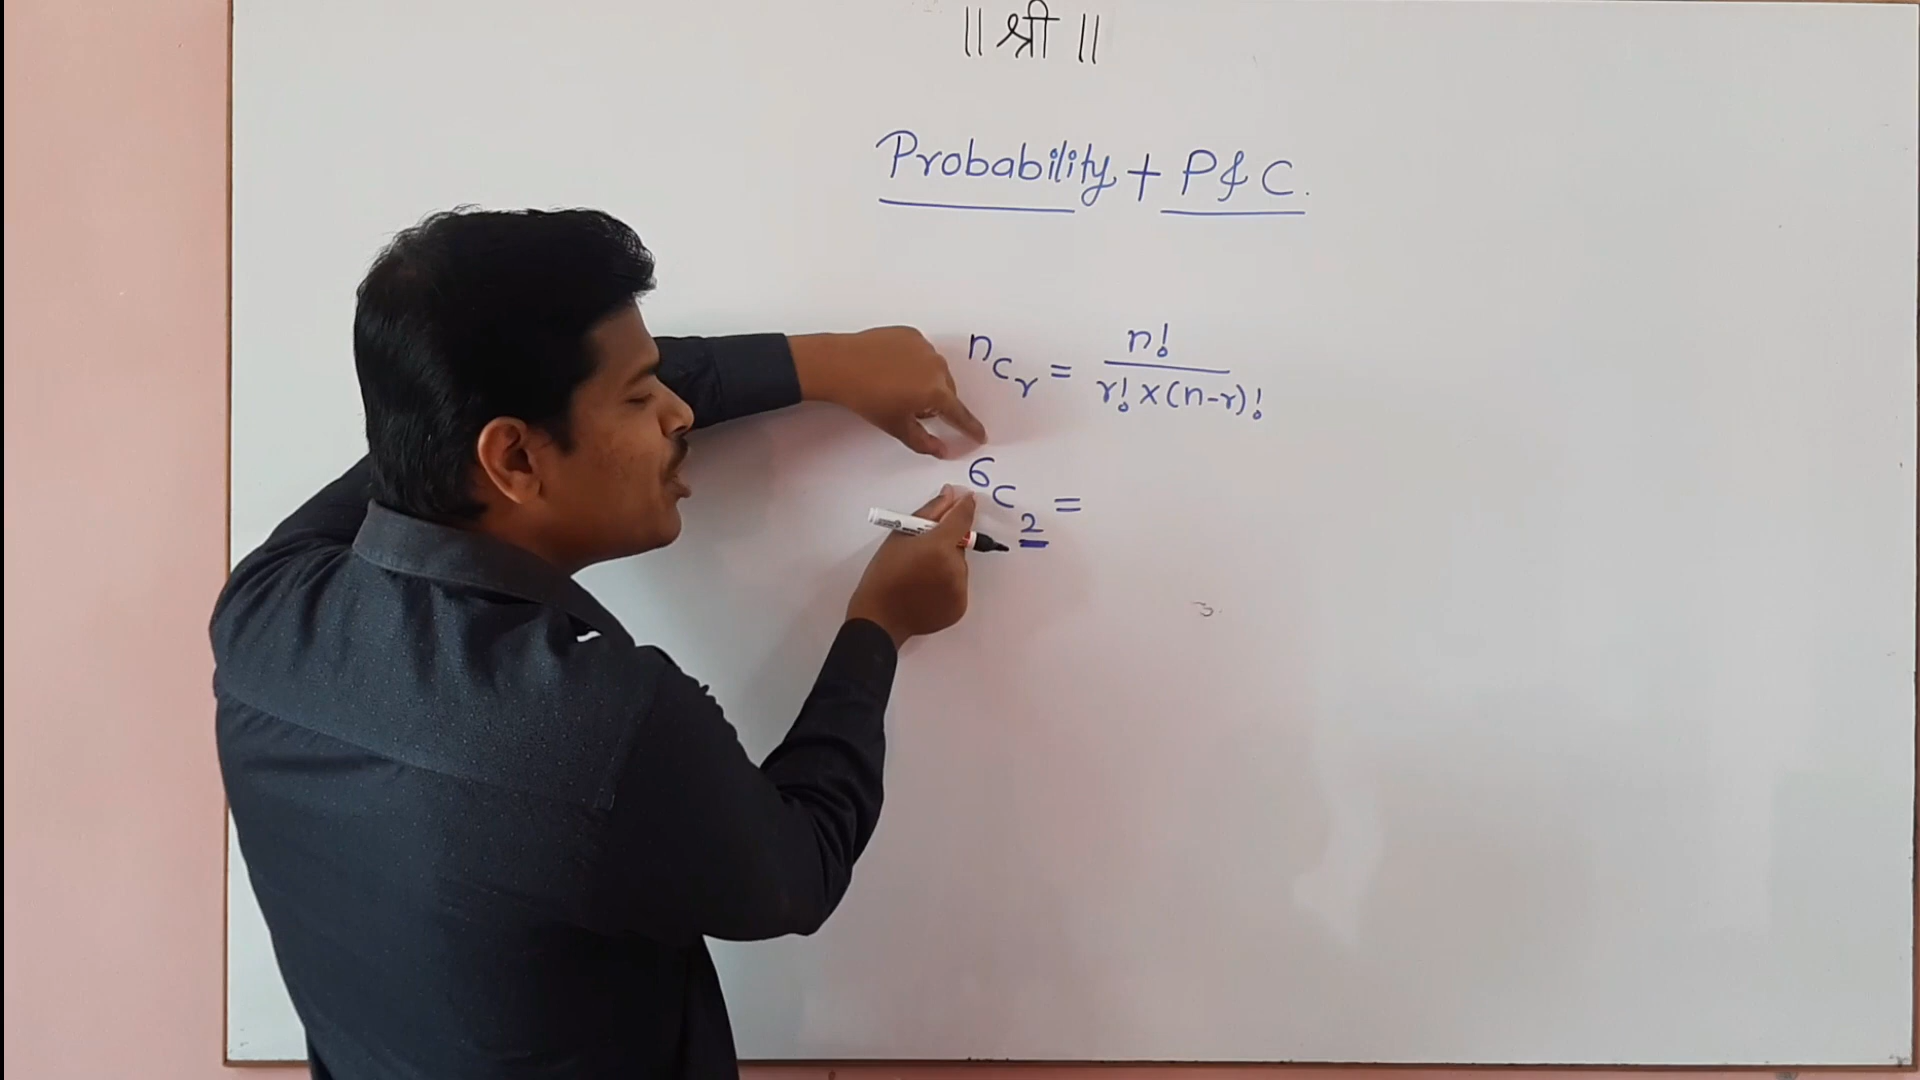 || श्री ||
Probability + P & C.
nCr = n! / r! × (n-r)!
6C2 =